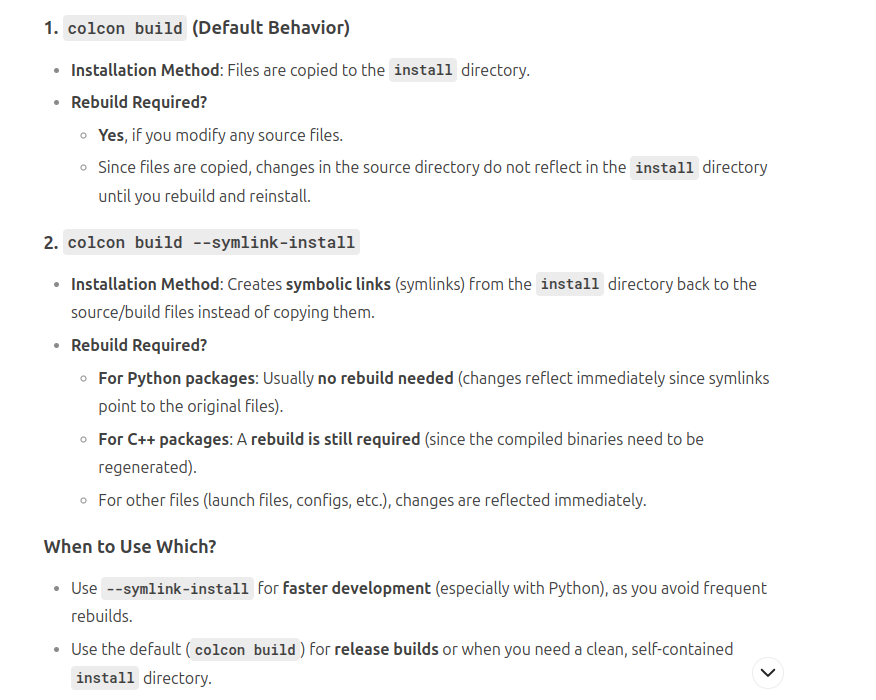 1. colcon build (Default Behavior)
Installation Method: Files are copied to the install directory.
Rebuild Required?
Yes, if you modify any source files.
Since files are copied, changes in the source directory do not reflect in the install directory
until you rebuild and reinstall.
2. colcon build --symlink-install
Installation Method: Creates symbolic links (symlinks) from the install directory back to the
source/build files instead of copying them.
Rebuild Required?
For Python packages: Usually no rebuild needed (changes reflect immediately since symlinks
point to the original files).
For C++ packages: A rebuild is still required (since the compiled binaries need to be
regenerated).
For other files (launch files, configs, etc.), changes are reflected immediately.
When to Use Which?
Use --symlink-install for faster development (especially with Python), as you avoid frequent
rebuilds.
Use the default (colcon build) for release builds or when you need a clean, self-contained
install directory.